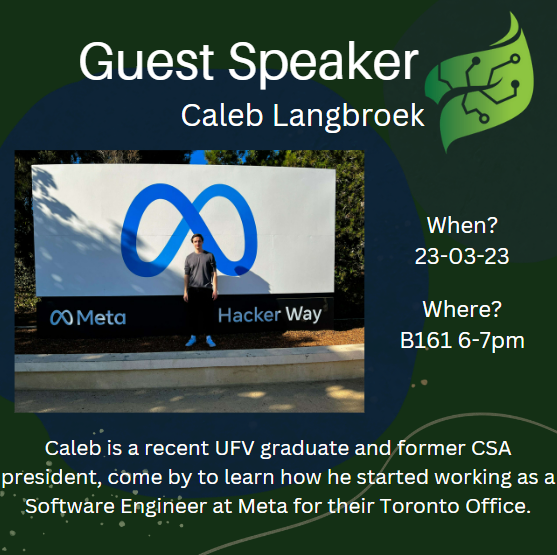 Guest Speaker
Caleb Langbroek
Meta
Hacker Way
When?
23-03-23
Where?
B161 6-7pm
Caleb is a recent UFV graduate and former CSA
president, come by to learn how he started working as a
Software Engineer at Meta for their Toronto Office.